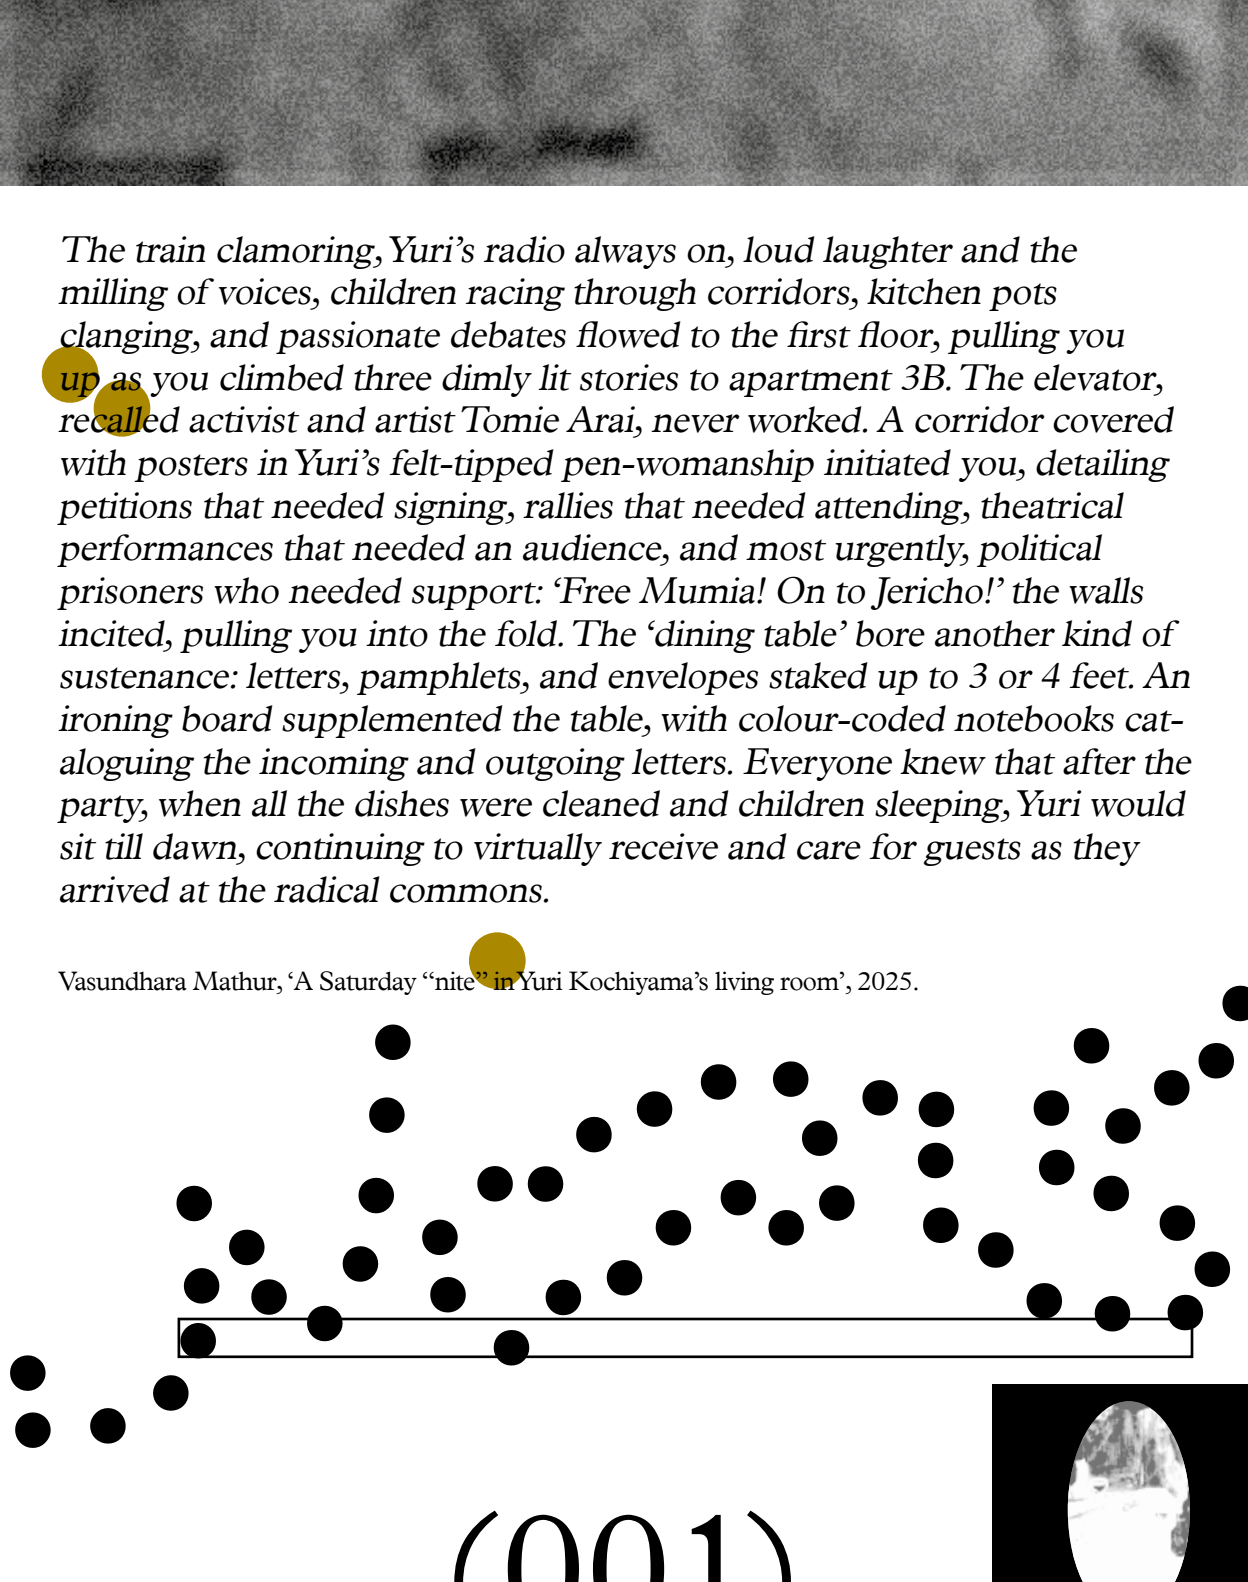 The train clamoring, Yuri’s radio always on, loud laughter and the
milling of voices, children racing through corridors, kitchen pots
clanging, and passionate debates flowed to the first floor, pulling you
up as you climbed three dimly lit stories to apartment 3B. The elevator,
recalled activist and artist Tomie Arai, never worked. A corridor covered
with posters in Yuri’s felt-tipped pen-womanship initiated you, detailing
petitions that needed signing, rallies that needed attending, theatrical
performances that needed an audience, and most urgently, political
prisoners who needed support: ‘Free Mumia! On to Jericho!’ the walls
incited, pulling you into the fold. The ‘dining table’ bore another kind of
sustenance: letters, pamphlets, and envelopes staked up to 3 or 4 feet. An
ironing board supplemented the table, with colour-coded notebooks cat-
aloguing the incoming and outgoing letters. Everyone knew that after the
party, when all the dishes were cleaned and children sleeping, Yuri would
sit till dawn, continuing to virtually receive and care for guests as they
arrived at the radical commons.
Vasundhara Mathur, ‘A Saturday “nite” in Yuri Kochiyama’s living room’, 2025.
(001)